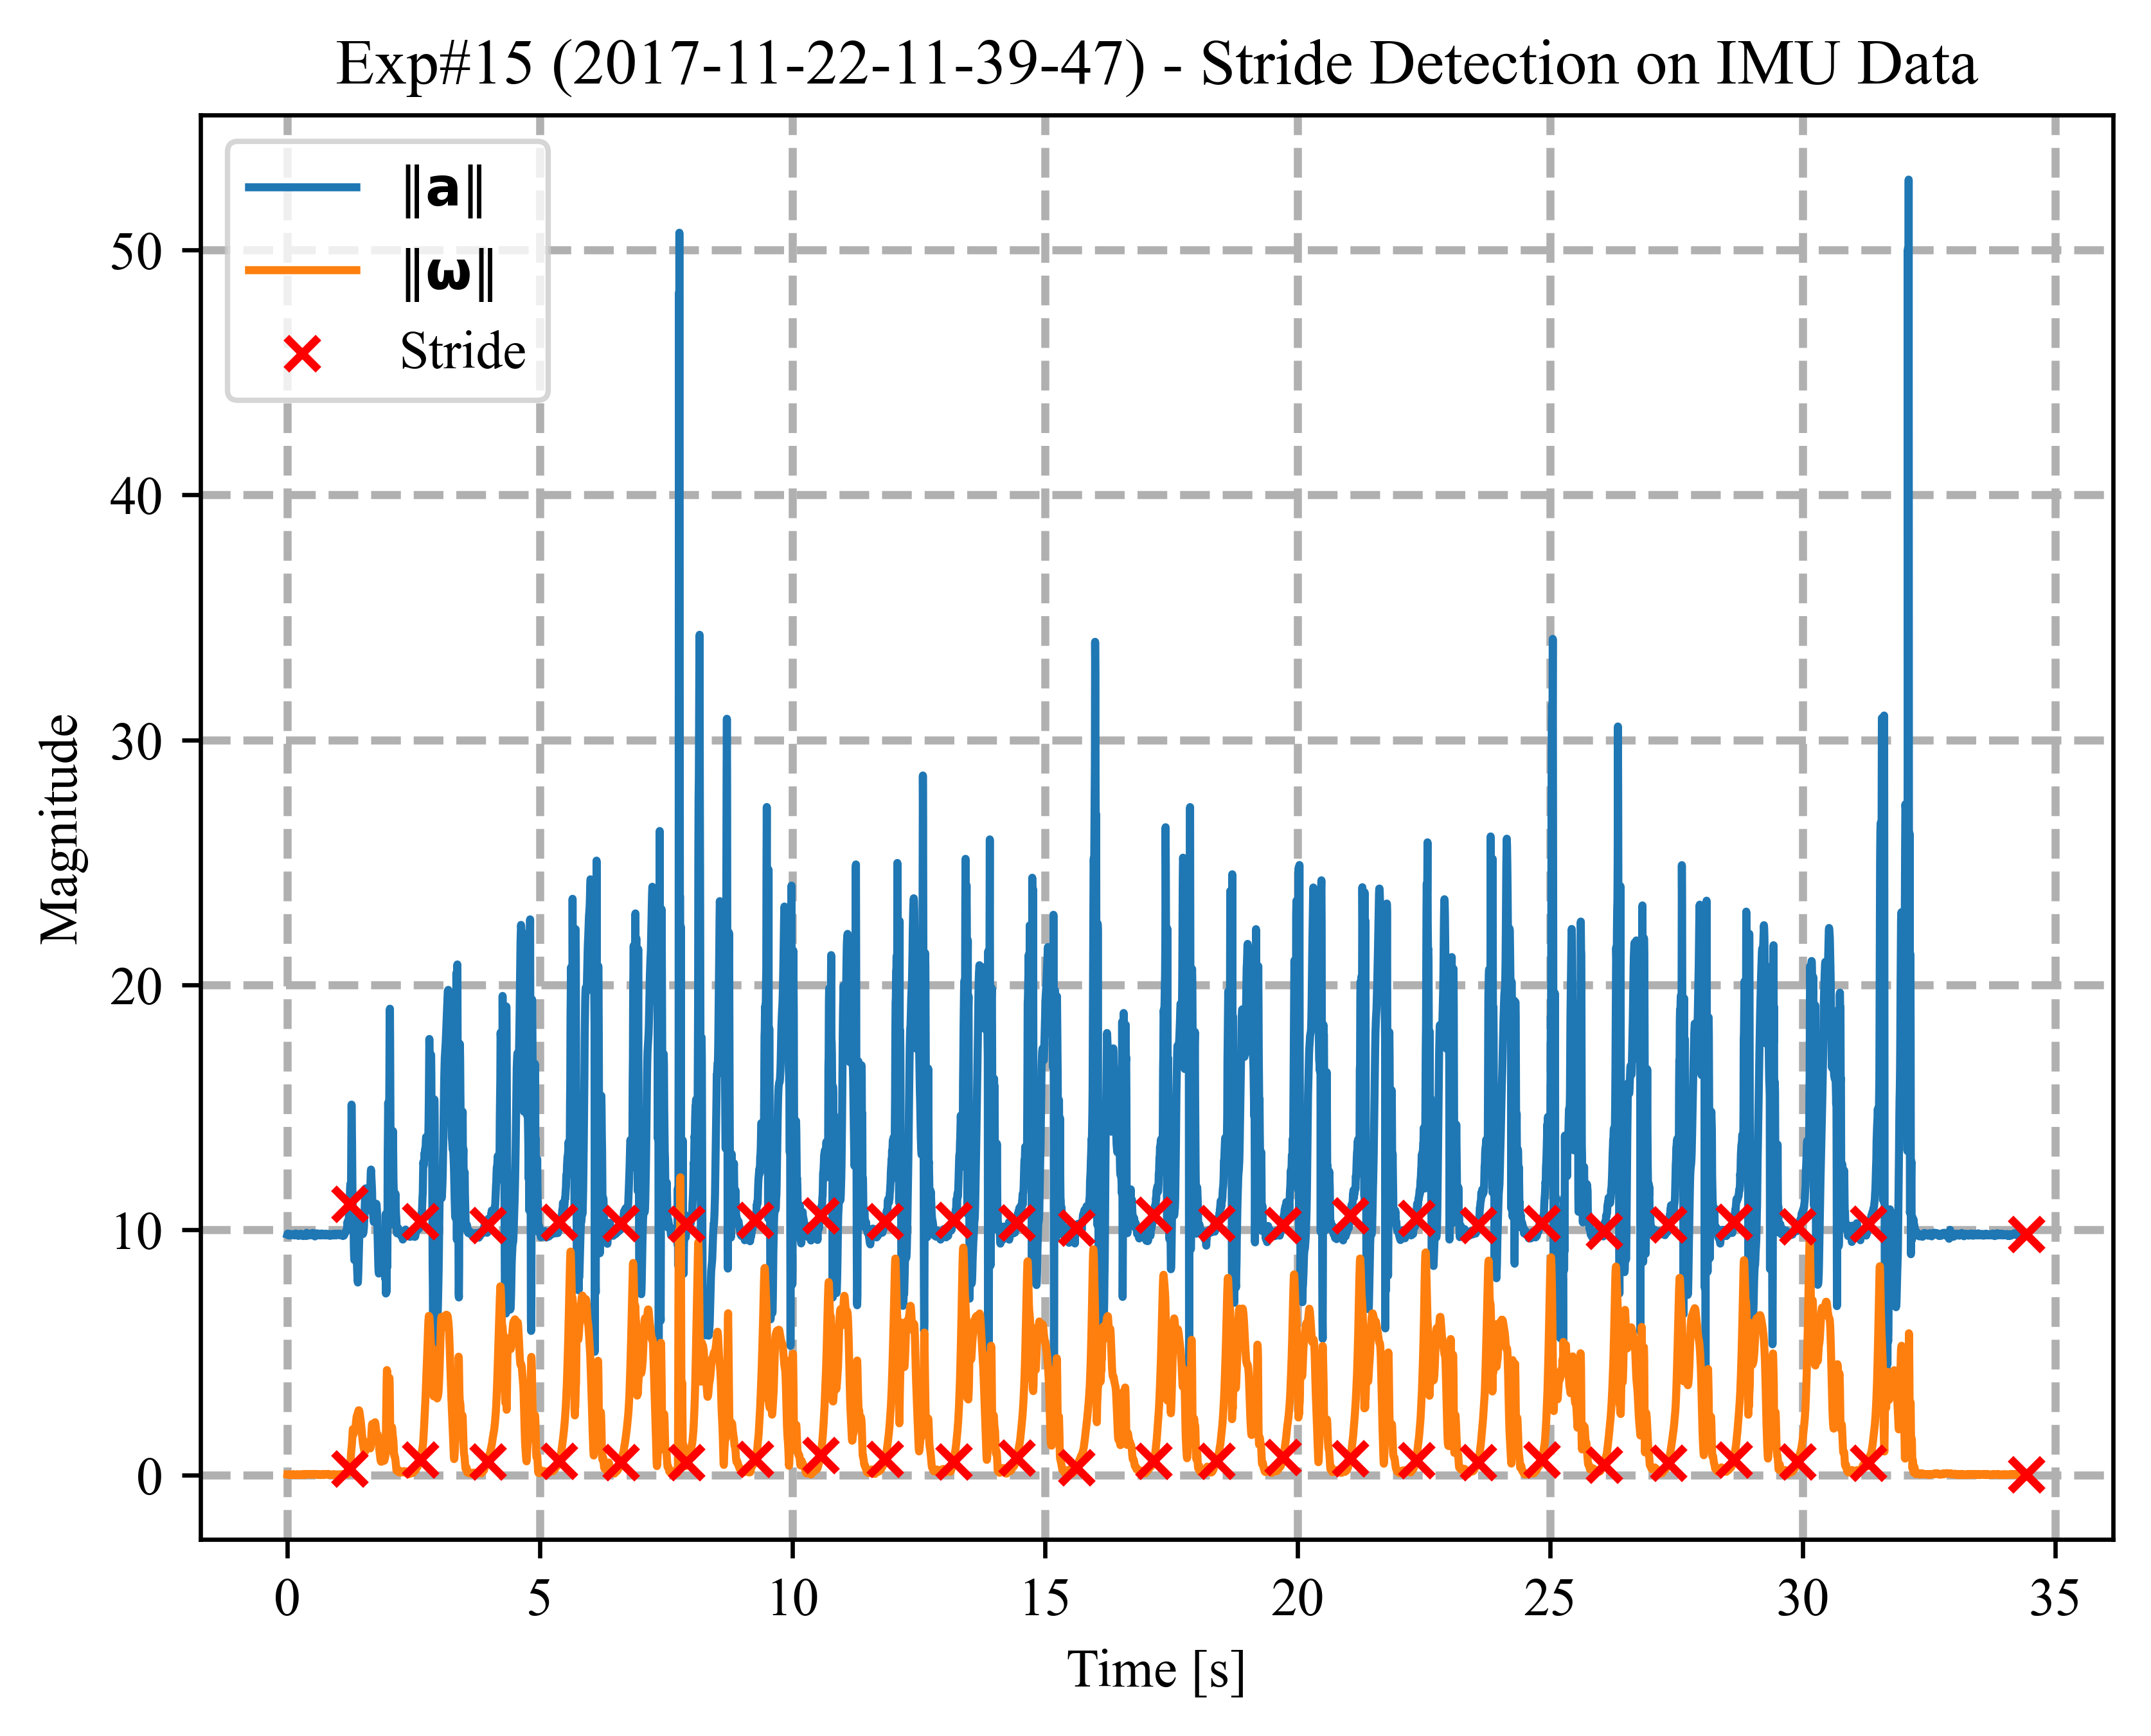 Exp#15 (2017-11-22-11-39-47) - Stride Detection on IMU Data
‖a‖
‖ω‖
Stride
Magnitude
50
40
30
20
10
0
0 5 10 15 20 25 30 35
Time [s]